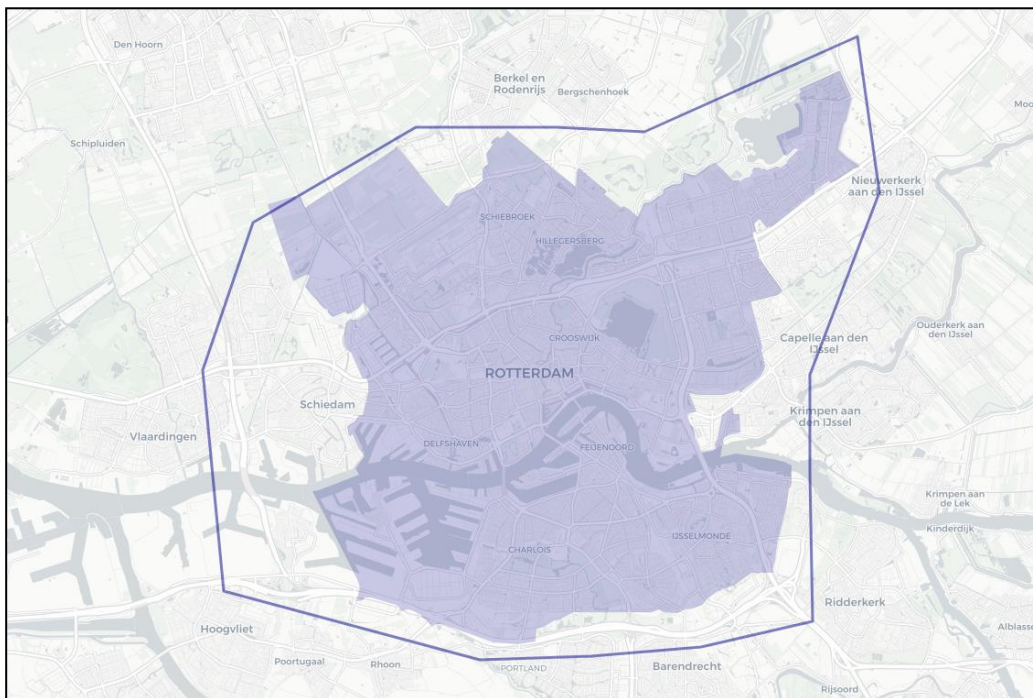 Den Hoorn
Berkel en
Rodenrijs
Bergschenhoek
Schipluiden
Nieuwerkerk
aan den IJssel
SCHIEBROEK
HILLEGERSBERG
Ouderkerk aan
den IJssel
CROOSWIJK
Capelle aan den
IJssel
ROTTERDAM
Schiedam
Krimpen aan
den IJssel
Vlaardingen
DELFSHAVEN
FEIJENOORD
Krimpen aan
de Lek
Kinderdijk
IJSSELMONDE
CHARLOIS
Ridderkerk
Hoogvliet
Alblasse
Poortugaal
Rhoon
PORTLAND
Barendrecht
Rijsoord